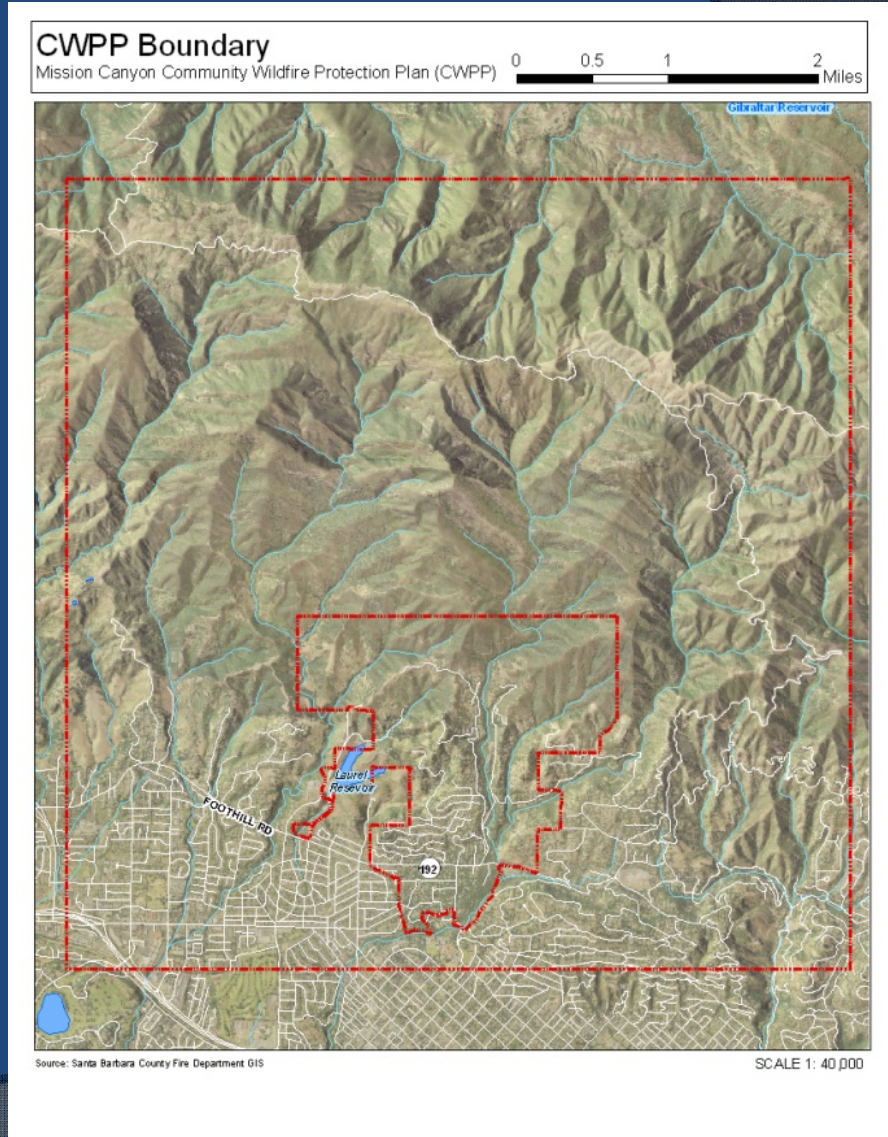 CWPP Boundary
Mission Canyon Community Wildfire Protection Plan (CWPP)
0 0.5 1 2
Miles
Gibraltar Reservoir
Laurel
Resevoir
FOOTHILL RD
192
Source: Santa Barbara County Fire Department GIS
SCALE 1: 40,000